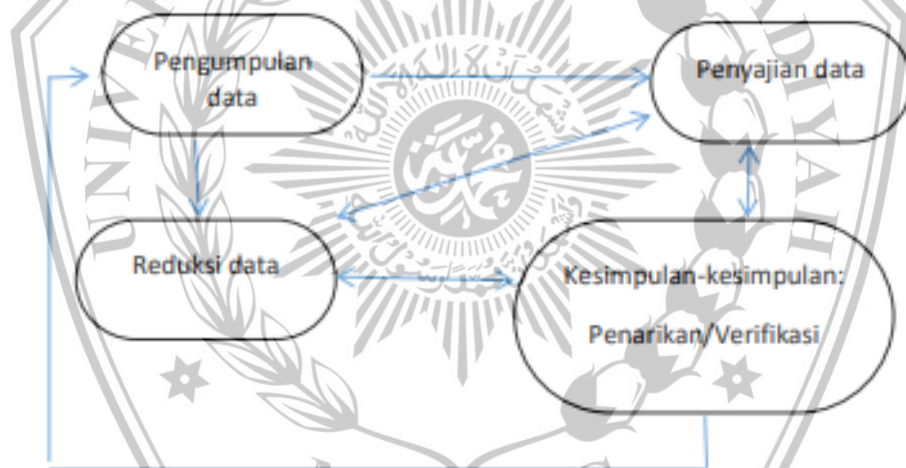 Pengumpulan
data
Penyajian data
Reduksi data
Kesimpulan-kesimpulan:
Penarikan/Verifikasi